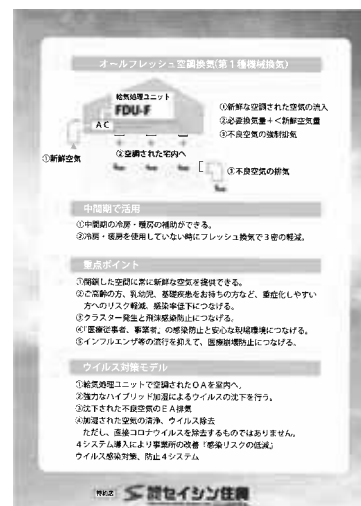 オールフレッシュ空調換気(第1種機械換気)
給気処理ユニット
FDU-F
AC
①新鮮空気
②空調された宅内へ
①新鮮な空調された空気の流入
②必要換気量+<新鮮空気量
③不良空気の強制排気
③不良空気の排気
中間期で活用
①中間期の冷房・暖房の補助ができる。
②冷房・暖房を使用していない時にフレッシュ換気で3密の軽減。
重点ポイント
①閉鎖した空間に常に新鮮な空気を提供できる。
②ご高齢の方、乳幼児、基礎疾患をお持ちの方など、重症化しやすい
方へのリスク軽減、感染率低下につなげる。
③クラスター発生と飛沫感染防止につなげる。
④『医療従事者、事業者』の感染防止と安心な現場環境につなげる。
⑤インフルエンザ等の流行を抑えて、医療崩壊防止につなげる。
ウイルス対策モデル
①給気処理ユニットで空調されたOAを室内へ。
②強力なハイブリッド加湿によるウイルスの沈下を行う。
③沈下された不良空気のEA排気
④加湿された空気の清浄、ウイルス除去
ただし、直接コロナウイルスを除去するものではありません。
4システム導入により事業所の改善『感染リスクの低減』
ウイルス感染対策、防止4システム
特約店
セイシン住機